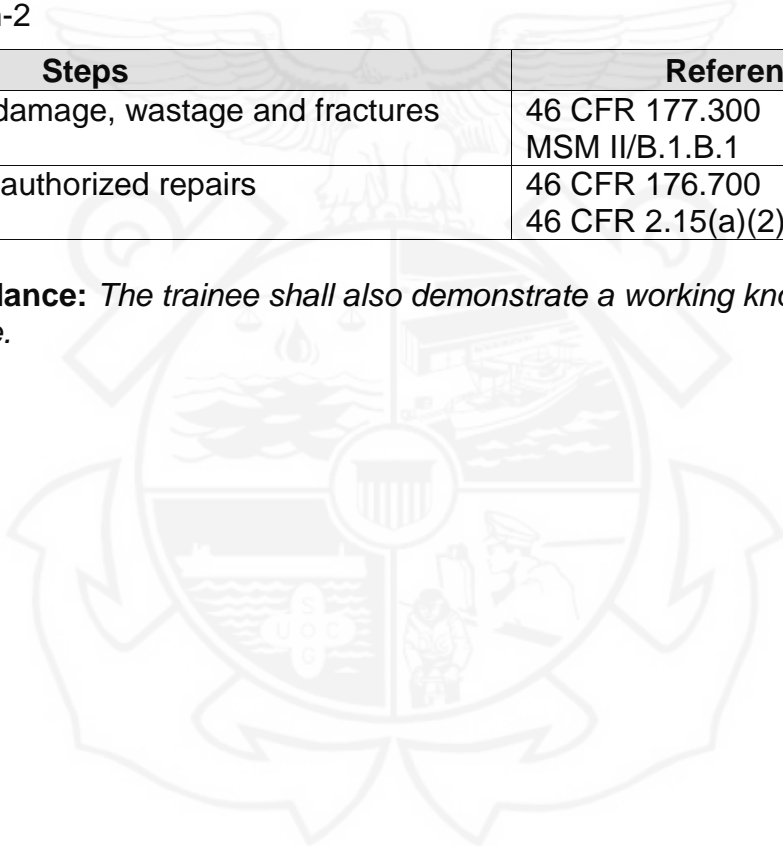 -2
Steps Referen
damage, wastage and fractures 46 CFR 177.300
MSM II/B.1.B.1
authorized repairs 46 CFR 176.700
46 CFR 2.15(a)(2)
lance: The trainee shall also demonstrate a working kno
e.
S
U O C
G